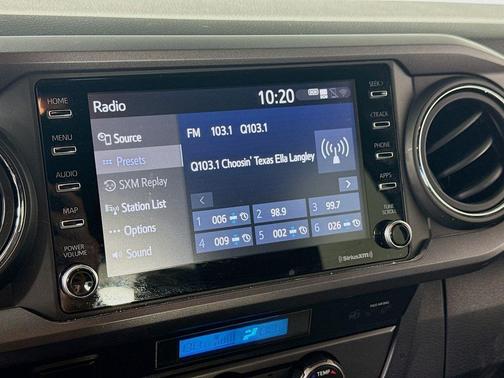 HOME
MENU
AUDIO
MAP
POWER
VOLUME
Radio
10:20
Source
Presets
SXM Replay
Station List
Options
Sound
FM 103.1 Q103.1
Q103.1 Choosin' Texas Ella Langley
1 006
2 98.9
3 99.7
4 009
5 002
6 026
SEEK
TRACK
PHONE
APPS
TUNE
SCROLL
SiriusXM
TEMP